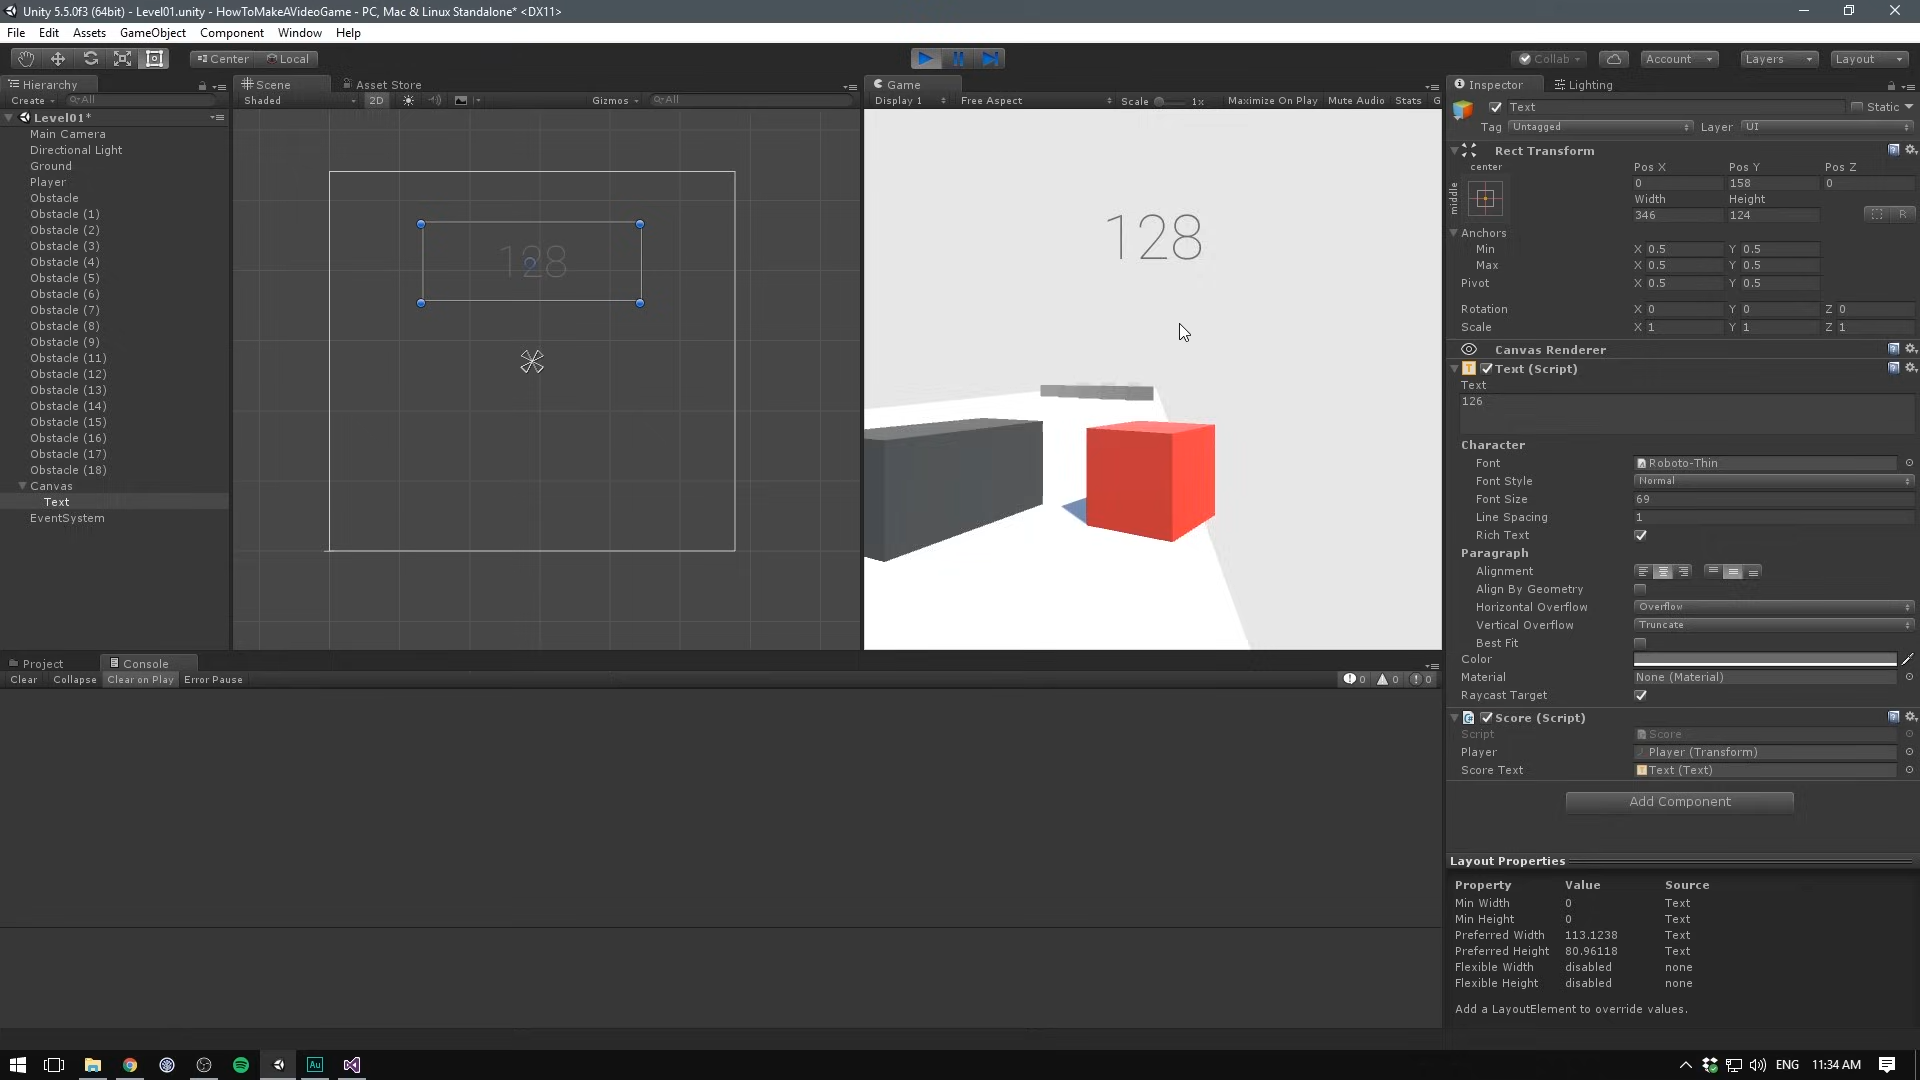 Unity 5.5.0f3 (64bit) - Level01.unity - HowToMakeAVideoGame - PC, Mac & Linux Standalone* <DX11>
File Edit Assets GameObject Component Window Help
Center Local
Collab Account Layers Layout
Hierarchy
Create All
Level01*
Main Camera
Directional Light
Ground
Player
Obstacle
Obstacle (1)
Obstacle (2)
Obstacle (3)
Obstacle (4)
Obstacle (5)
Obstacle (6)
Obstacle (7)
Obstacle (8)
Obstacle (9)
Obstacle (11)
Obstacle (12)
Obstacle (13)
Obstacle (14)
Obstacle (15)
Obstacle (16)
Obstacle (17)
Obstacle (18)
Canvas
Text
EventSystem
Scene Asset Store
Shaded 2D Gizmos All
128
Game
Display 1 Free Aspect Scale 1x Maximize On Play Mute Audio Stats G
128
Inspector Lighting
Text Static
Tag Untagged Layer UI
Rect Transform
center
middle
Pos X Pos Y Pos Z
0 158 0
Width Height
346 124
R
Anchors
Min X 0.5 Y 0.5
Max X 0.5 Y 0.5
Pivot X 0.5 Y 0.5
Rotation X 0 Y 0 Z 0
Scale X 1 Y 1 Z 1
Canvas Renderer
Text (Script)
Text
126
Character
Font Roboto-Thin
Font Style Normal
Font Size 69
Line Spacing 1
Rich Text
Paragraph
Alignment
Align By Geometry
Horizontal Overflow Overflow
Vertical Overflow Truncate
Best Fit
Color
Material None (Material)
Raycast Target
Score (Script)
Script Score
Player Player (Transform)
Score Text Text (Text)
Add Component
Layout Properties
Property Value Source
Min Width 0 Text
Min Height 0 Text
Preferred Width 113.1238 Text
Preferred Height 80.96118 Text
Flexible Width disabled none
Flexible Height disabled none
Add a LayoutElement to override values.
Project Console
Clear Collapse Clear on Play Error Pause 0 0 0
Au ENG 11:34 AM